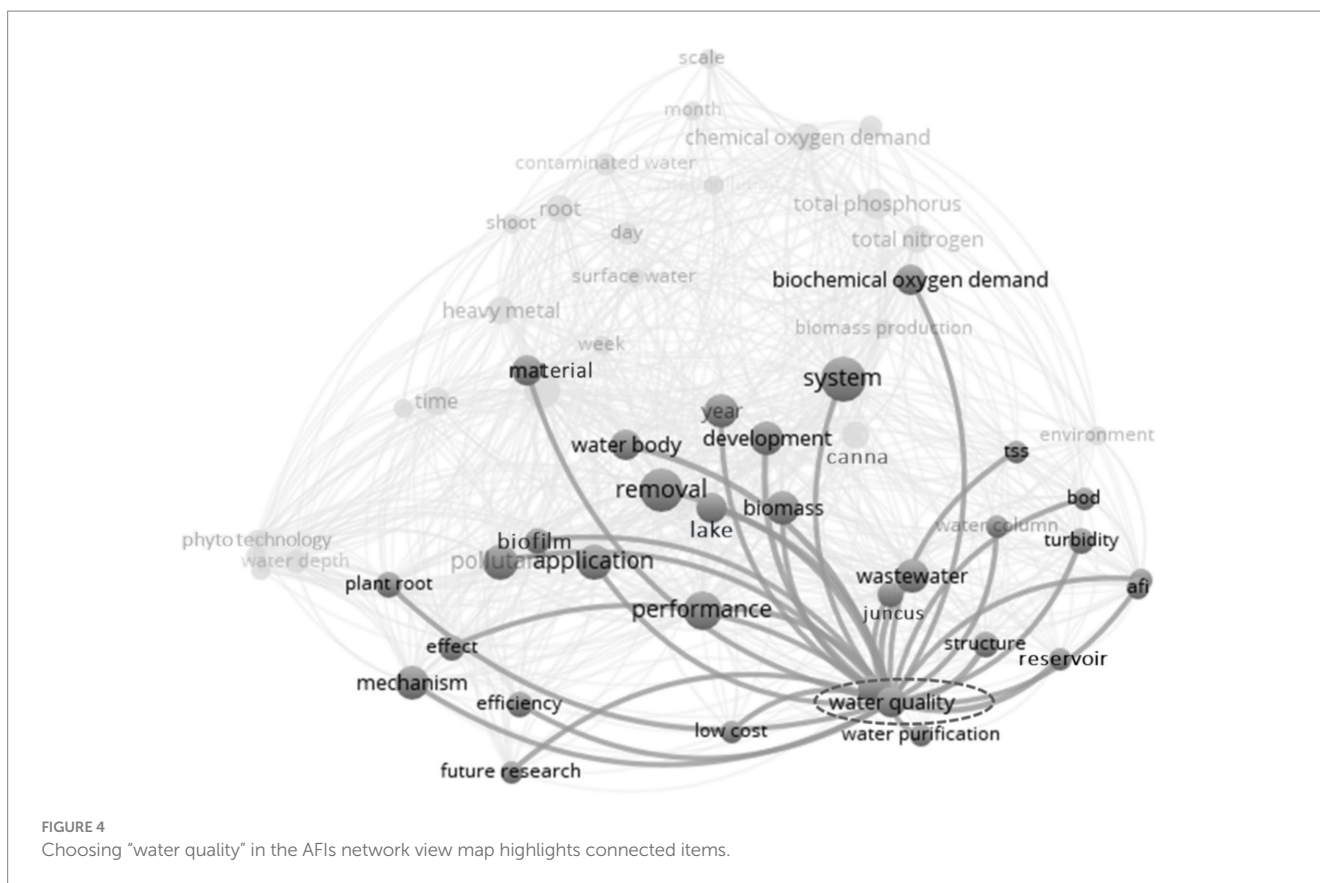 scale
month
chemical oxygen demand
contaminated water
total phosphorus
root
shoot
day
total nitrogen
surface water
biochemical oxygen demand
heavy metal
biomass production
week
material
system
time
year
development
environment
water body
canna
tss
removal
bod
biomass
lake
water column
phyto technology
biofilm
turbidity
water depth
application
wastewater
plant root
afi
performance
juncus
effect
structure
reservoir
mechanism
efficiency
water quality
low cost
water purification
future research
FIGURE 4
Choosing "water quality" in the AFIs network view map highlights connected items.